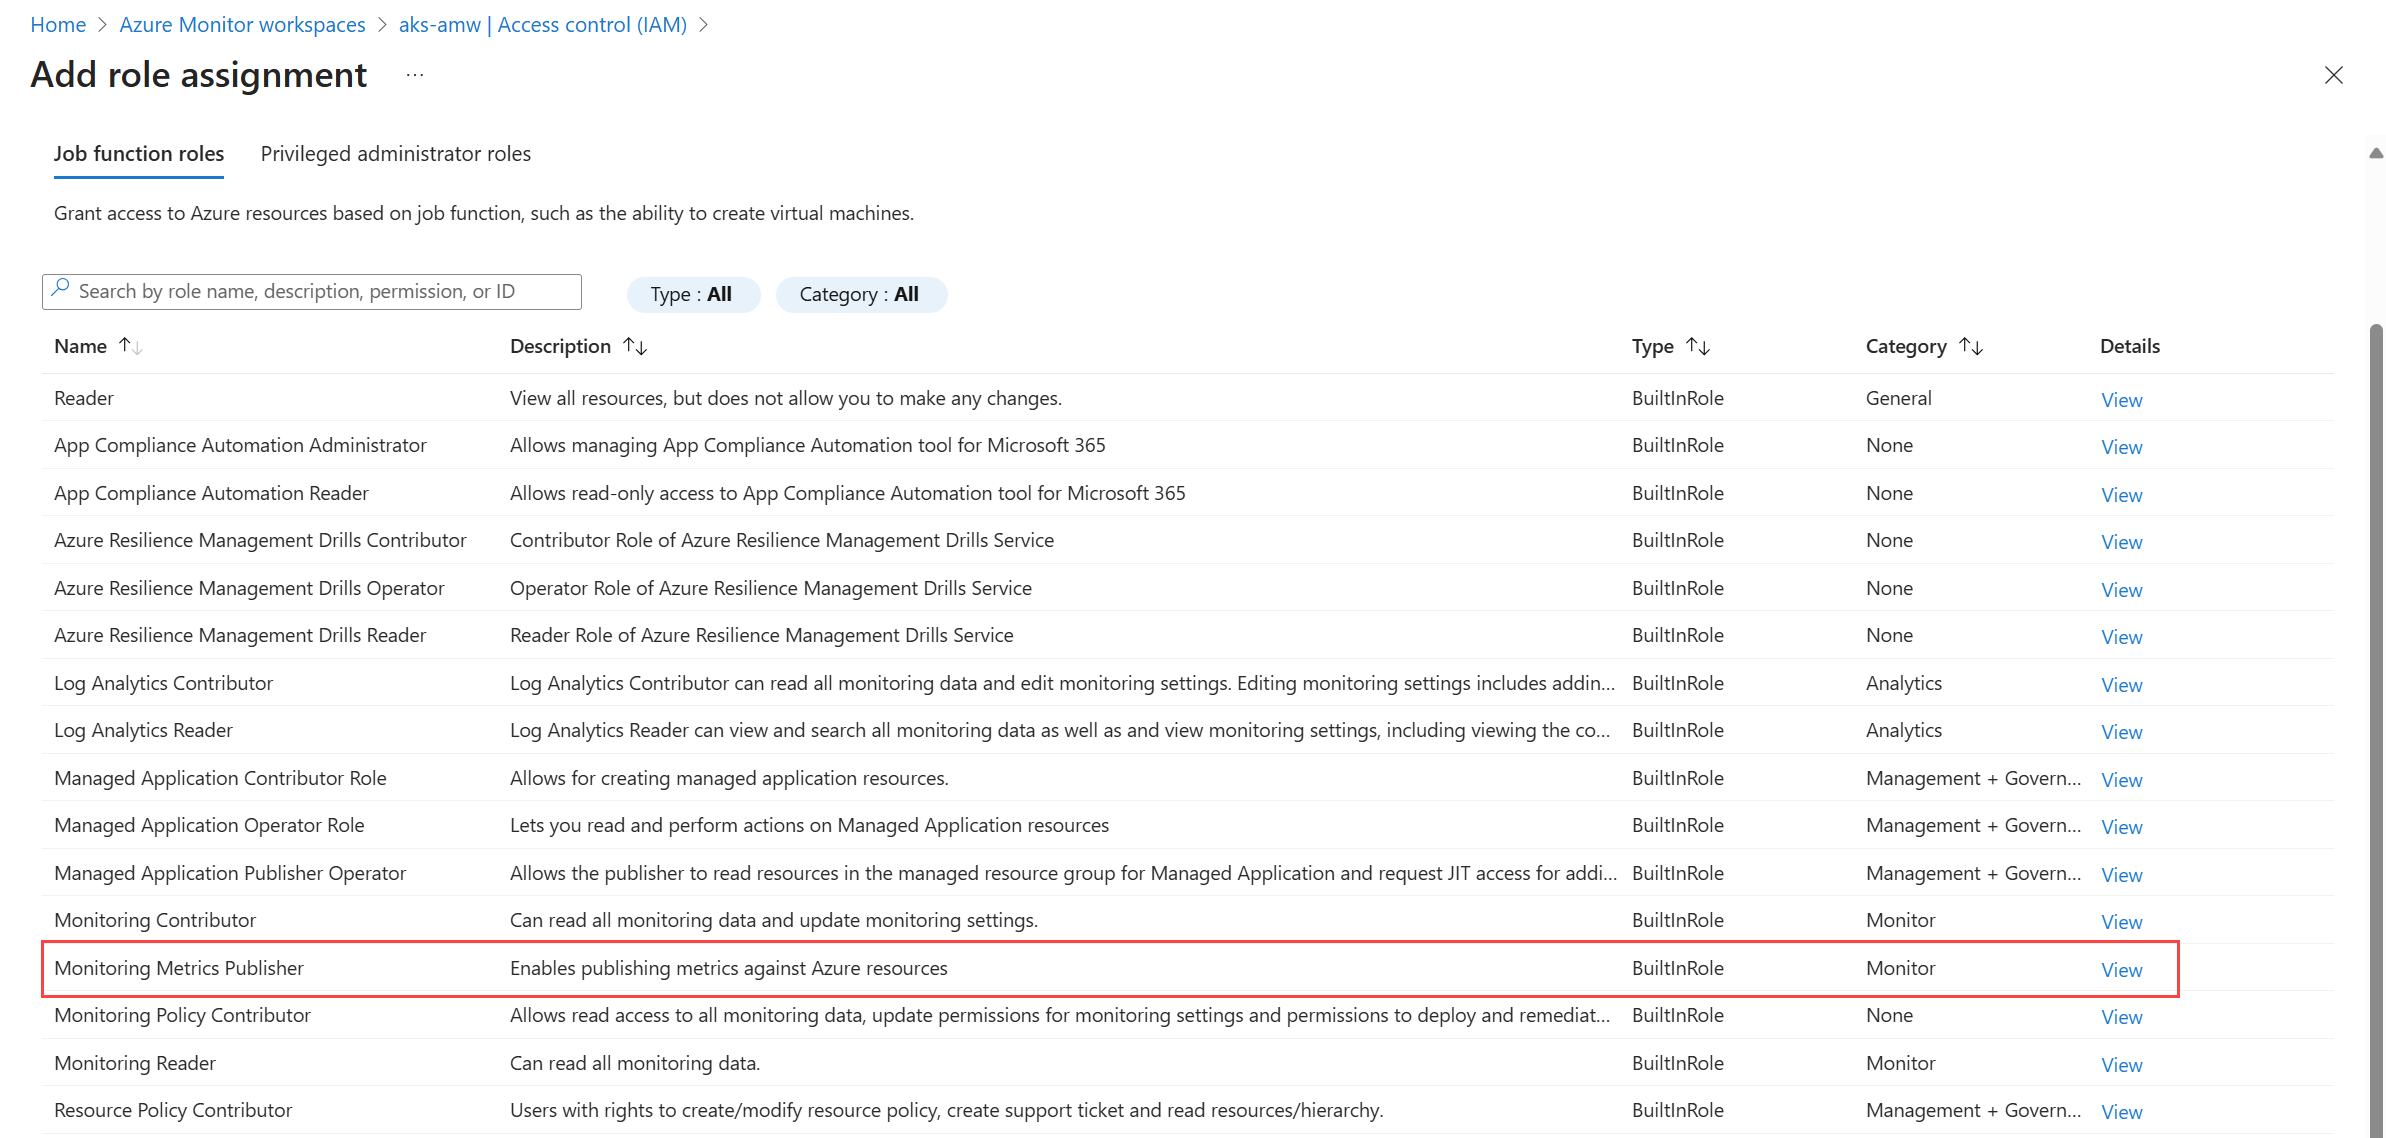 Home > Azure Monitor workspaces > aks-amw | Access control (IAM) >
Add role assignment ...
Job function roles Privileged administrator roles
Grant access to Azure resources based on job function, such as the ability to create virtual machines.
Search by role name, description, permission, or ID Type : All Category : All
Name ↑↓ Description ↑↓ Type ↑↓ Category ↑↓ Details
Reader View all resources, but does not allow you to make any changes. BuiltInRole General View
App Compliance Automation Administrator Allows managing App Compliance Automation tool for Microsoft 365 BuiltInRole None View
App Compliance Automation Reader Allows read-only access to App Compliance Automation tool for Microsoft 365 BuiltInRole None View
Azure Resilience Management Drills Contributor Contributor Role of Azure Resilience Management Drills Service BuiltInRole None View
Azure Resilience Management Drills Operator Operator Role of Azure Resilience Management Drills Service BuiltInRole None View
Azure Resilience Management Drills Reader Reader Role of Azure Resilience Management Drills Service BuiltInRole None View
Log Analytics Contributor Log Analytics Contributor can read all monitoring data and edit monitoring settings. Editing monitoring settings includes addin... BuiltInRole Analytics View
Log Analytics Reader Log Analytics Reader can view and search all monitoring data as well as and view monitoring settings, including viewing the co... BuiltInRole Analytics View
Managed Application Contributor Role Allows for creating managed application resources. BuiltInRole Management + Govern... View
Managed Application Operator Role Lets you read and perform actions on Managed Application resources BuiltInRole Management + Govern... View
Managed Application Publisher Operator Allows the publisher to read resources in the managed resource group for Managed Application and request JIT access for addi... BuiltInRole Management + Govern... View
Monitoring Contributor Can read all monitoring data and update monitoring settings. BuiltInRole Monitor View
Monitoring Metrics Publisher Enables publishing metrics against Azure resources BuiltInRole Monitor View
Monitoring Policy Contributor Allows read access to all monitoring data, update permissions for monitoring settings and permissions to deploy and remediat... BuiltInRole None View
Monitoring Reader Can read all monitoring data. BuiltInRole Monitor View
Resource Policy Contributor Users with rights to create/modify resource policy, create support ticket and read resources/hierarchy. BuiltInRole Management + Govern... View